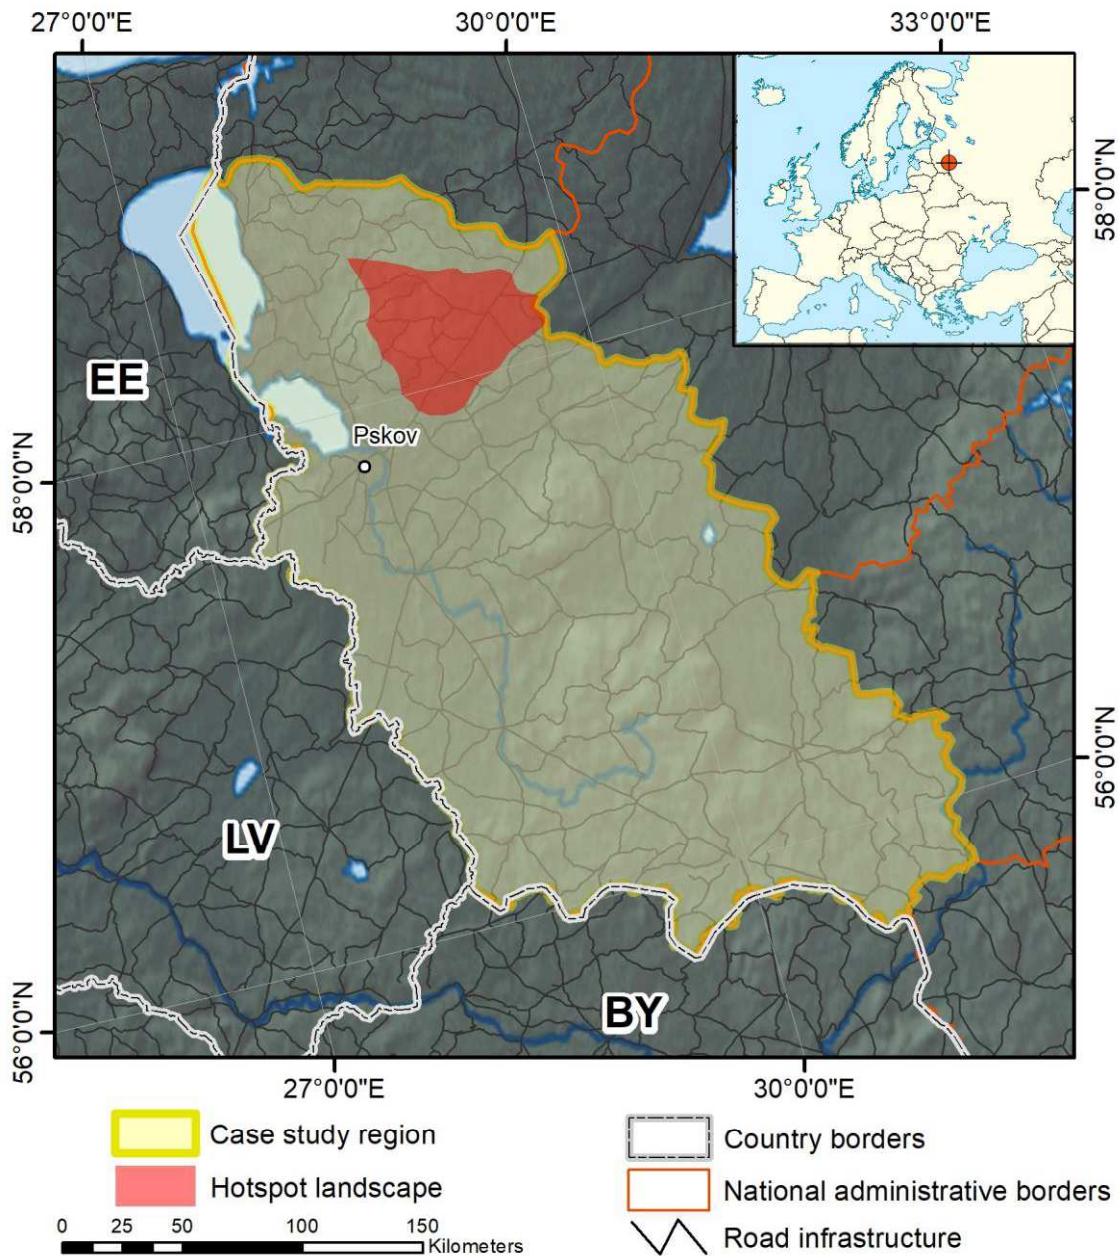 27°0'0"E 30°0'0"E 33°0'0"E
58°0'0"N
EE
Pskov
58°0'0"N
56°0'0"N
LV
BY
56°0'0"N
27°0'0"E 30°0'0"E
Case study region
Country borders
Hotspot landscape
National administrative borders
0 25 50 100 150
Kilometers
Road infrastructure